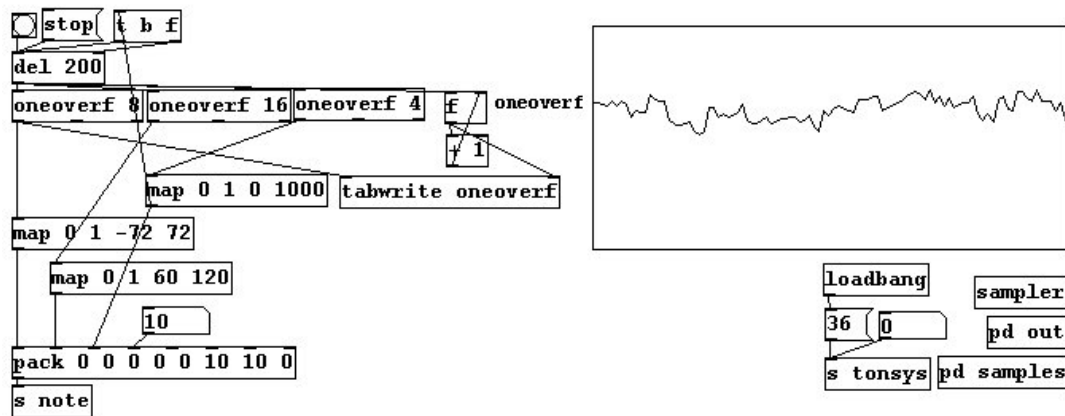 stop
t b f
del 200
oneoverf 8
oneoverf 16
oneoverf 4
f
oneoverf
+ 1
map 0 1 0 1000
tabwrite oneoverf
map 0 1 -72 72
map 0 1 60 120
10
pack 0 0 0 0 0 10 10 0
s note
loadbang
sampler
36
0
pd out
s tonsys
pd samples